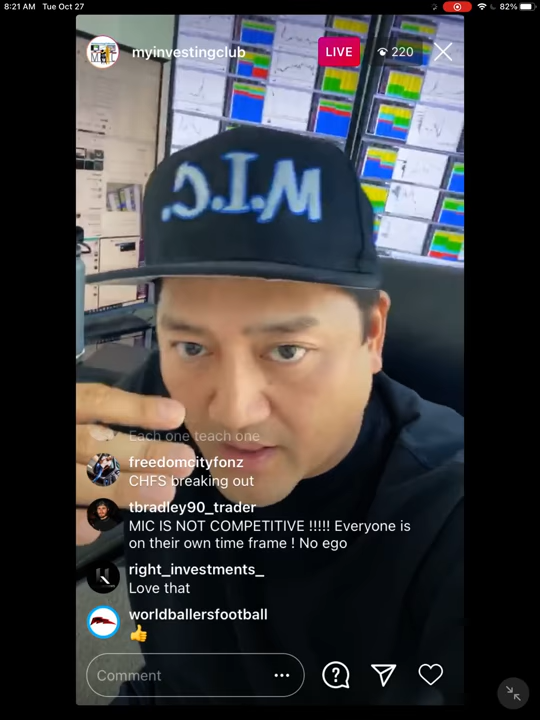 8:21 AM Tue Oct 27
82%
myinvestingclub
LIVE
220
M.I.C.
Each one teach one
freedomcityfonz
CHFS breaking out
tbradley90_trader
MIC IS NOT COMPETITIVE !!!!! Everyone is
on their own time frame ! No ego
right_investments_
Love that
worldballersfootball
👍
Comment